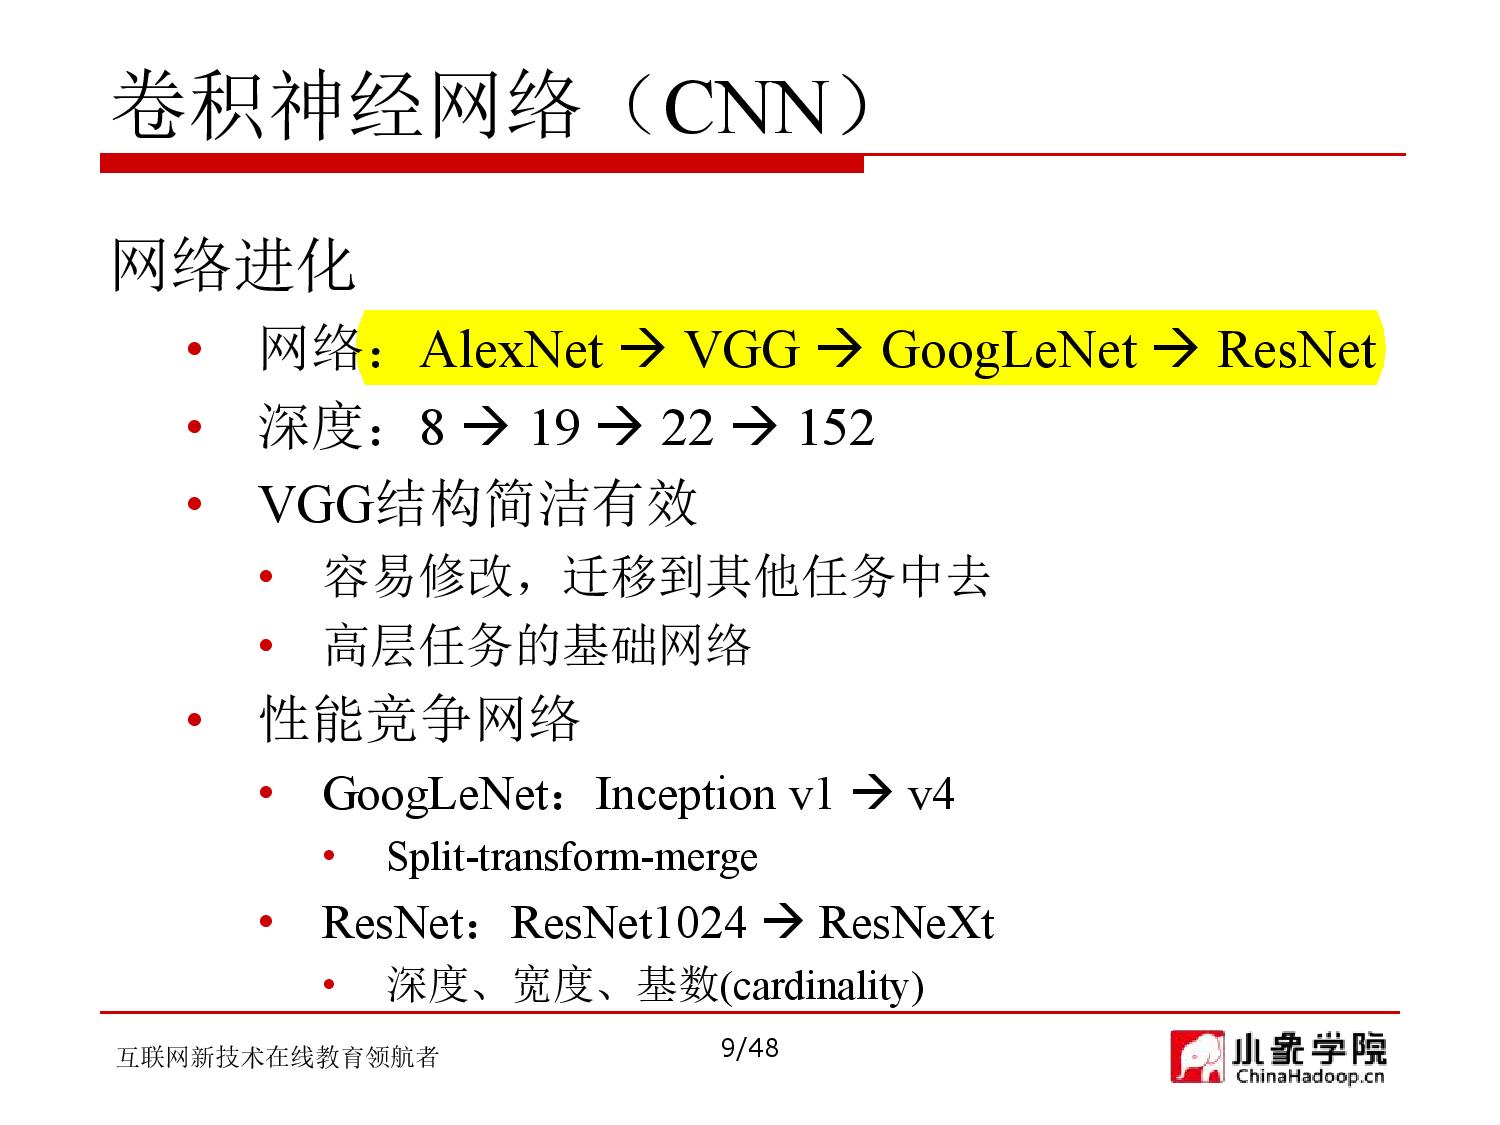 卷积神经网络（CNN）
网络进化
• 网络：AlexNet → VGG → GoogLeNet → ResNet
• 深度：8 → 19 → 22 → 152
• VGG结构简洁有效
• 容易修改，迁移到其他任务中去
• 高层任务的基础网络
• 性能竞争网络
• GoogLeNet：Inception v1 → v4
• Split-transform-merge
• ResNet：ResNet1024 → ResNeXt
• 深度、宽度、基数(cardinality)
互联网新技术在线教育领航者
9/48
小象学院
ChinaHadoop.cn